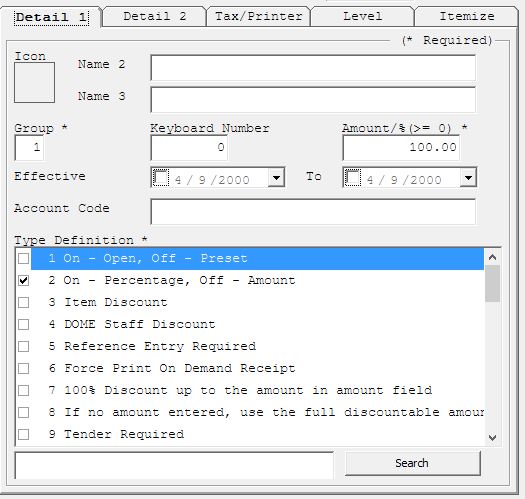 Detail 1 Detail 2 Tax/Printer Level Itemize
(* Required)
Icon
Name 2
Name 3
Group * Keyboard Number Amount/%(>= 0) *
1 0 100.00
Effective 4 / 9 /2000 To 4 / 9 /2000
Account Code
Type Definition *
1 On - Open, Off - Preset
2 On - Percentage, Off - Amount
3 Item Discount
4 DOME Staff Discount
5 Reference Entry Required
6 Force Print On Demand Receipt
7 100% Discount up to the amount in amount field
8 If no amount entered, use the full discountable amoun
9 Tender Required
Search